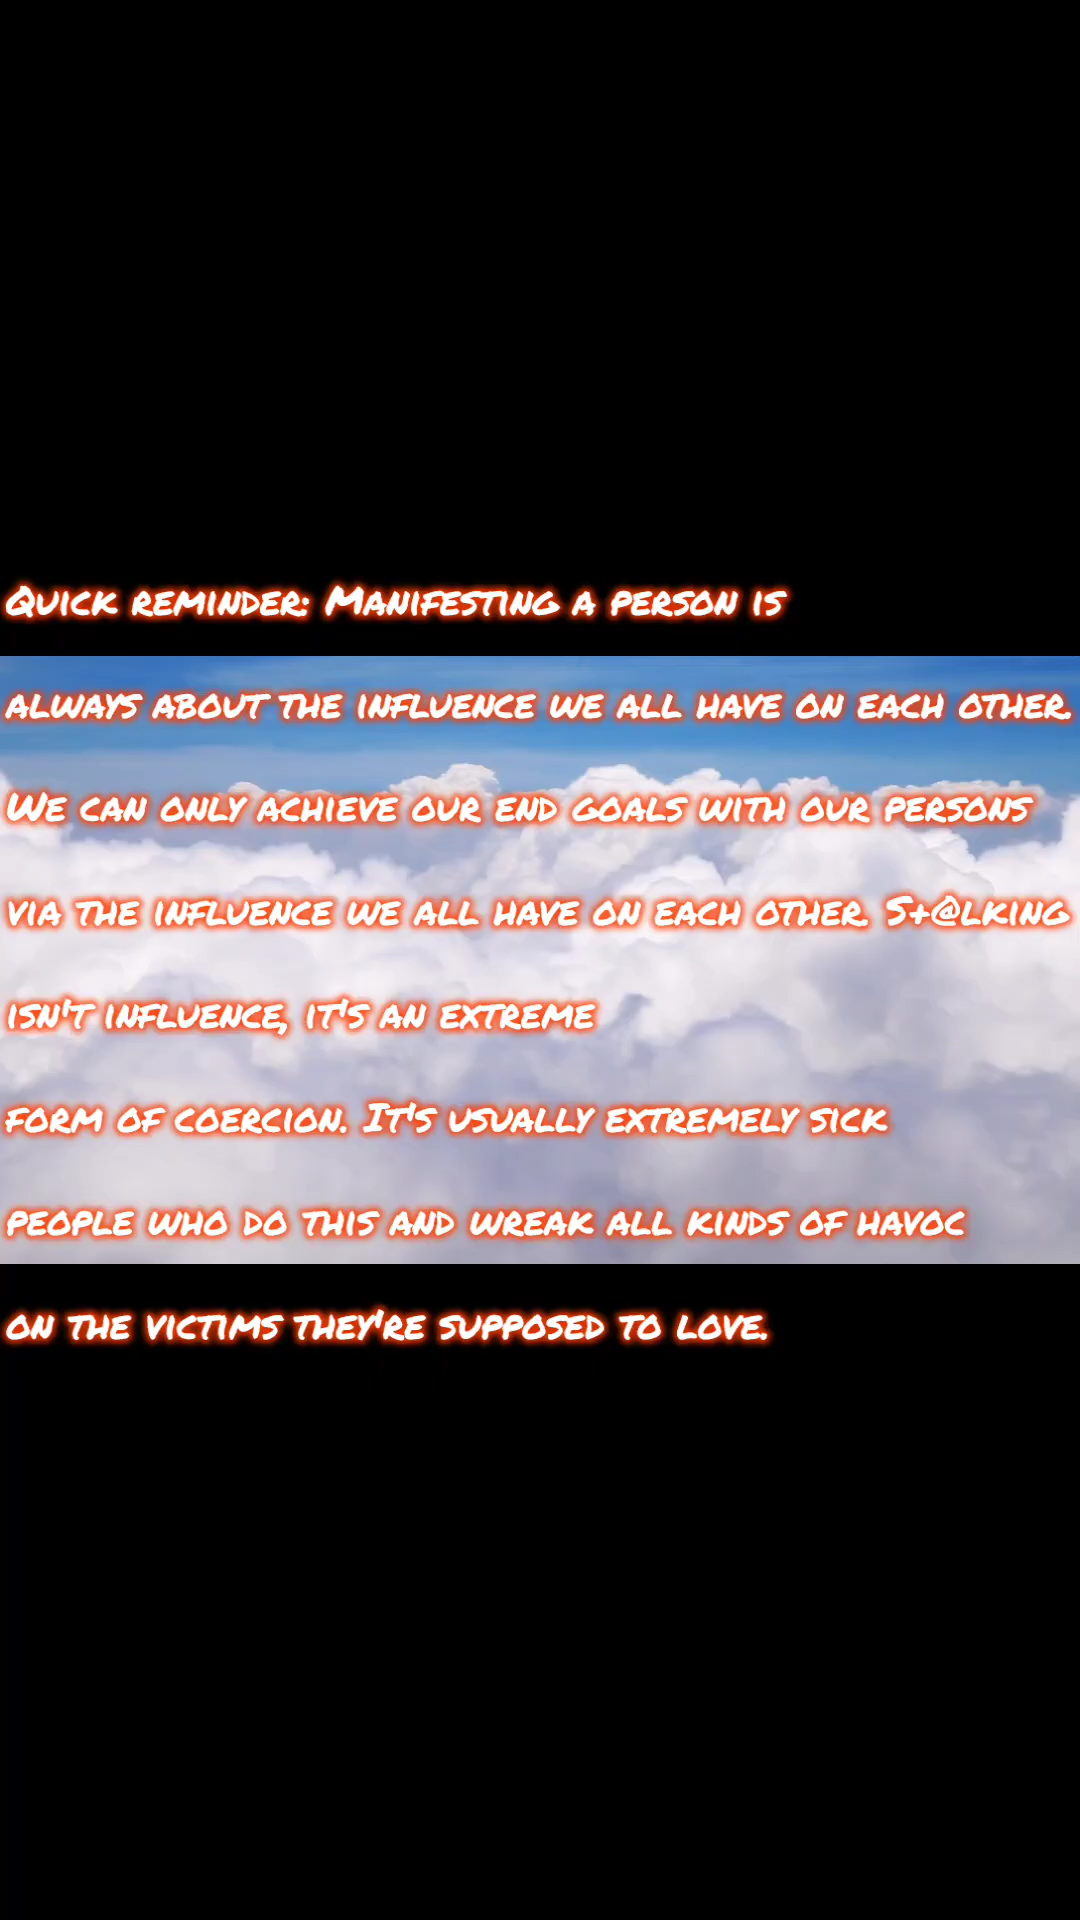 Quick reminder: Manifesting a person is
always about the influence we all have on each other.
We can only achieve our end goals with our persons
via the influence we all have on each other. S+@lking
isn't influence, it's an extreme
form of coercion. It's usually extremely sick
people who do this and wreak all kinds of havoc
on the victims they're supposed to love.